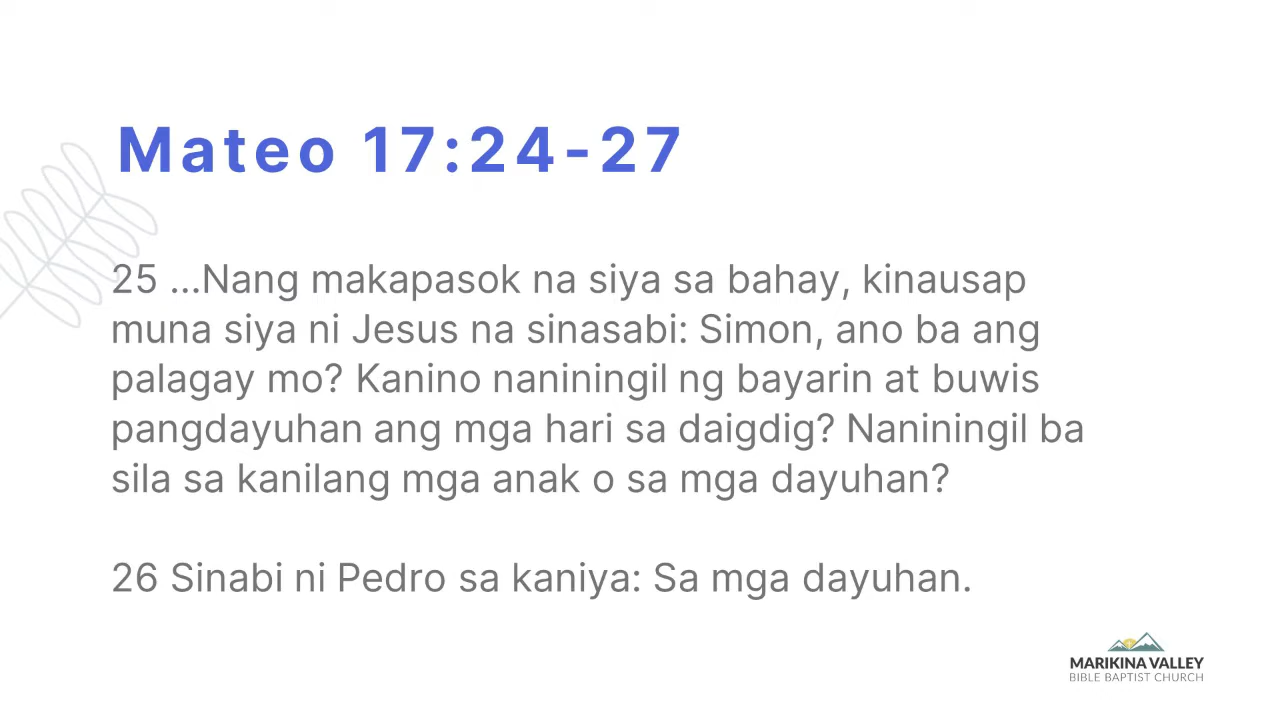 Mateo 17:24-27
25 ...Nang makapasok na siya sa bahay, kinausap
muna siya ni Jesus na sinasabi: Simon, ano ba ang
palagay mo? Kanino naniningil ng bayarin at buwis
pangdayuhan ang mga hari sa daigdig? Naniningil ba
sila sa kanilang mga anak o sa mga dayuhan?
26 Sinabi ni Pedro sa kaniya: Sa mga dayuhan.
MARIKINA VALLEY
BIBLE BAPTIST CHURCH